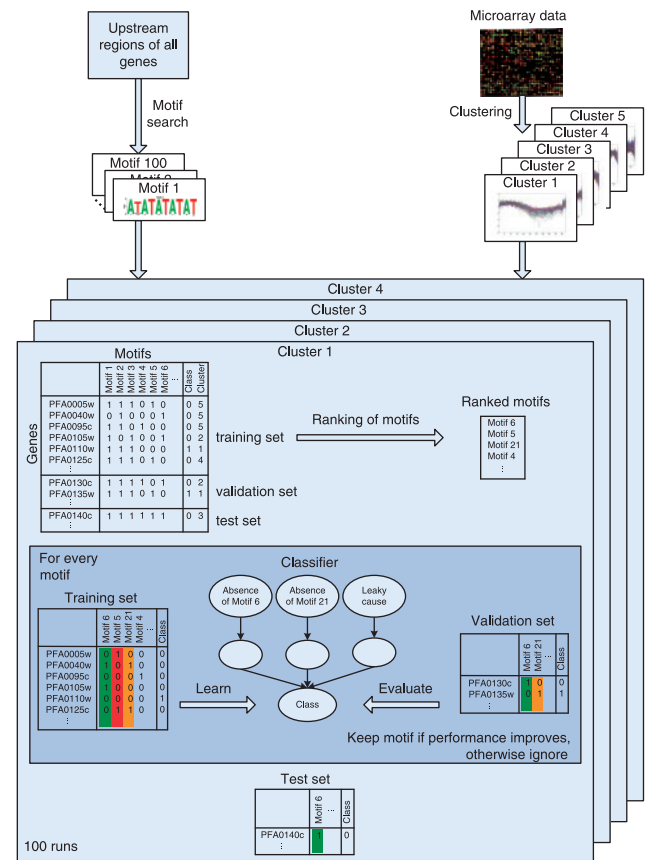 Upstream
regions of all
genes
Motif
search
Motif 100
Motif 1
ATATATATAT
Microarray data
Clustering
Cluster 5
Cluster 4
Cluster 3
Cluster 2
Cluster 1
Cluster 4
Cluster 3
Cluster 2
Cluster 1
Motifs
Motif 1 Motif 2 Motif 3 Motif 4 Motif 5 Motif 6 ... Class Cluster
Genes
PFA0005w 1 1 1 0 1 0 0 5
PFA0040w 0 1 0 0 0 1 0 5
PFA0095c 1 1 0 1 0 0 0 5
PFA0105w 1 0 1 0 0 1 0 2
PFA0110w 1 1 1 0 0 0 1 1
PFA0125c 1 1 1 0 1 0 0 4
⋮
PFA0130c 1 1 1 1 0 1 0 2
PFA0135w 1 1 1 0 1 0 1 1
⋮
PFA0140c 1 1 1 1 1 1 0 3
⋮
training set
validation set
test set
Ranking of motifs
Ranked motifs
Motif 6
Motif 5
Motif 21
Motif 4
⋮
For every
motif
Training set
Motif 6 Motif 5 Motif 21 Motif 4 ... Class
PFA0005w 0 1 0 0 0
PFA0040w 1 0 1 0 0
PFA0095c 0 0 0 1 0
PFA0105w 1 0 0 0 0
PFA0110w 0 0 0 0 1
PFA0125c 0 1 1 0 0
⋮
Learn
Classifier
Absence
of Motif 6
Absence
of Motif 21
Leaky
cause
Class
Evaluate
Validation set
Motif 6 Motif 21 ... Class
PFA0130c 1 0 0
PFA0135w 0 1 1
⋮
Keep motif if performance improves,
otherwise ignore
Test set
Motif 6 ... Class
PFA0140c 1 0
⋮
100 runs